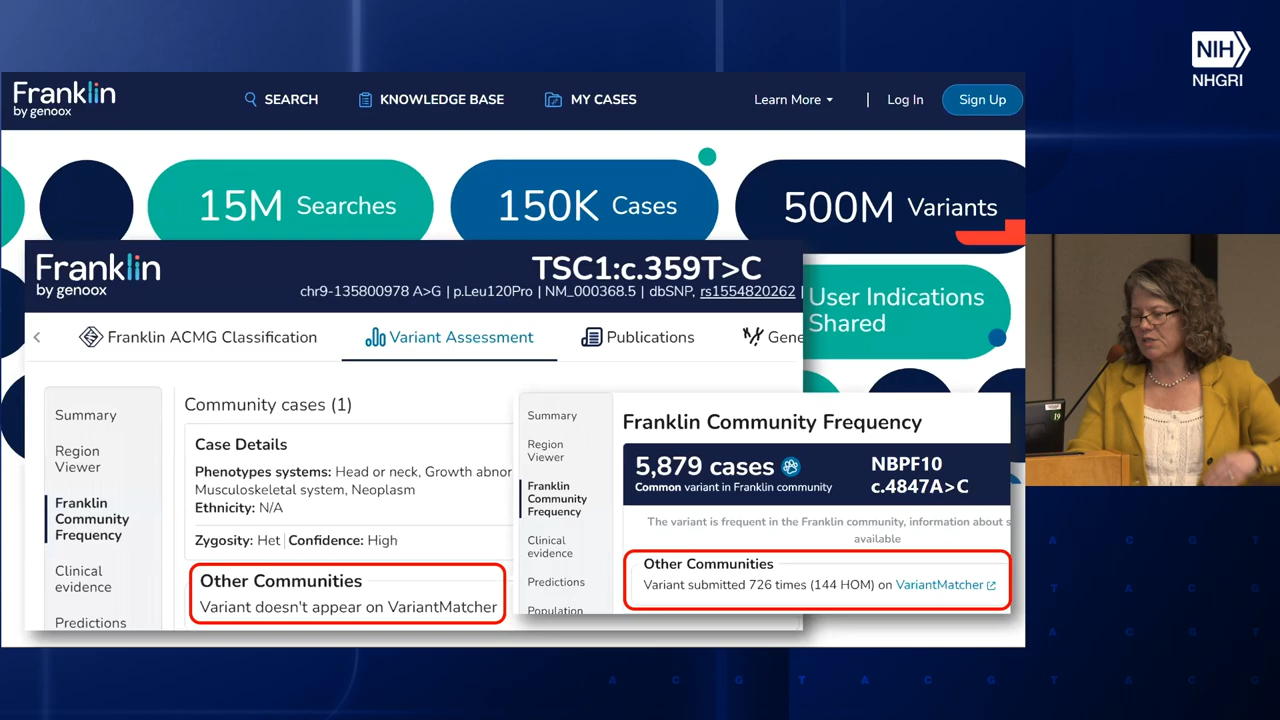 NIH
NHGRI
Franklin
by genoox
SEARCH
KNOWLEDGE BASE
MY CASES
Learn More
Log In
Sign Up
15M Searches
150K Cases
500M Variants
User Indications
Shared
Franklin
by genoox
TSC1:c.359T>C
chr9-135800978 A>G | p.Leu120Pro | NM_000368.5 | dbSNP, rs1554820262 |
Franklin ACMG Classification
Variant Assessment
Publications
Gene
Summary
Region
Viewer
Franklin
Community
Frequency
Clinical
evidence
Predictions
Community cases (1)
Case Details
Phenotypes systems: Head or neck, Growth abnor
Musculoskeletal system, Neoplasm
Ethnicity: N/A
Zygosity: Het | Confidence: High
Other Communities
Variant doesn't appear on VariantMatcher
Summary
Region
Viewer
Franklin
Community
Frequency
Clinical
evidence
Predictions
Population
Franklin Community Frequency
5,879 cases
Common variant in Franklin community
NBPF10
c.4847A>C
The variant is frequent in the Franklin community, information about s
available
Other Communities
Variant submitted 726 times (144 HOM) on VariantMatcher
19
A C G T
A C G T
A C G T
A C G T A C G T A C